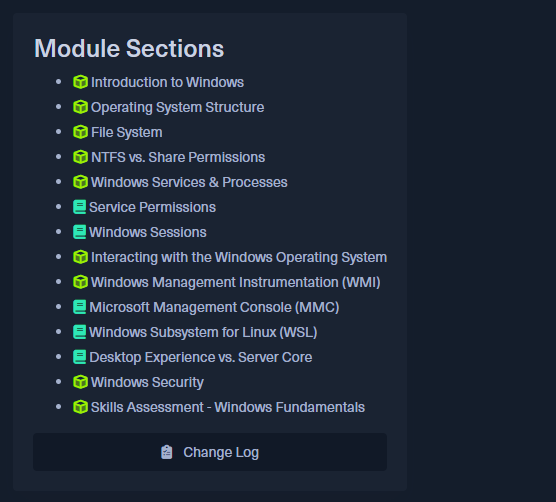 Module Sections
Introduction to Windows
Operating System Structure
File System
NTFS vs. Share Permissions
Windows Services & Processes
Service Permissions
Windows Sessions
Interacting with the Windows Operating System
Windows Management Instrumentation (WMI)
Microsoft Management Console (MMC)
Windows Subsystem for Linux (WSL)
Desktop Experience vs. Server Core
Windows Security
Skills Assessment - Windows Fundamentals
Change Log